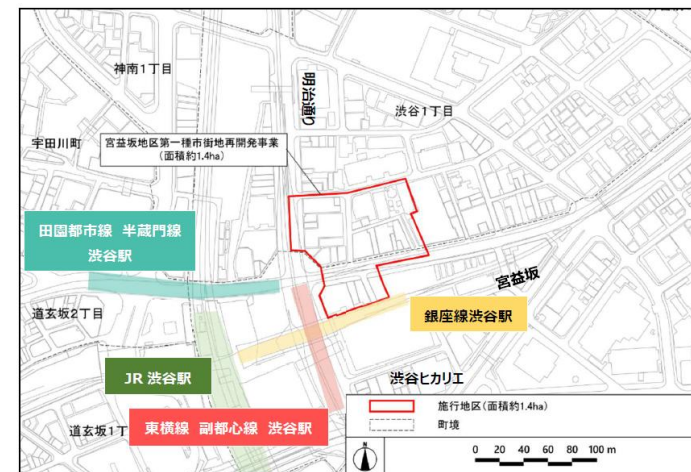 神南1丁目
明治通り
渋谷1丁目
宇田川町
宮益坂地区第一種市街地再開発事業
(面積約1.4ha)
田園都市線 半蔵門線
渋谷駅
宮益坂
道玄坂2丁目
銀座線渋谷駅
JR 渋谷駅
渋谷ヒカリエ
道玄坂1丁
東横線 副都心線 渋谷駅
施行地区(面積約1.4ha)
町境
N
0 20 40 60 80 100 m